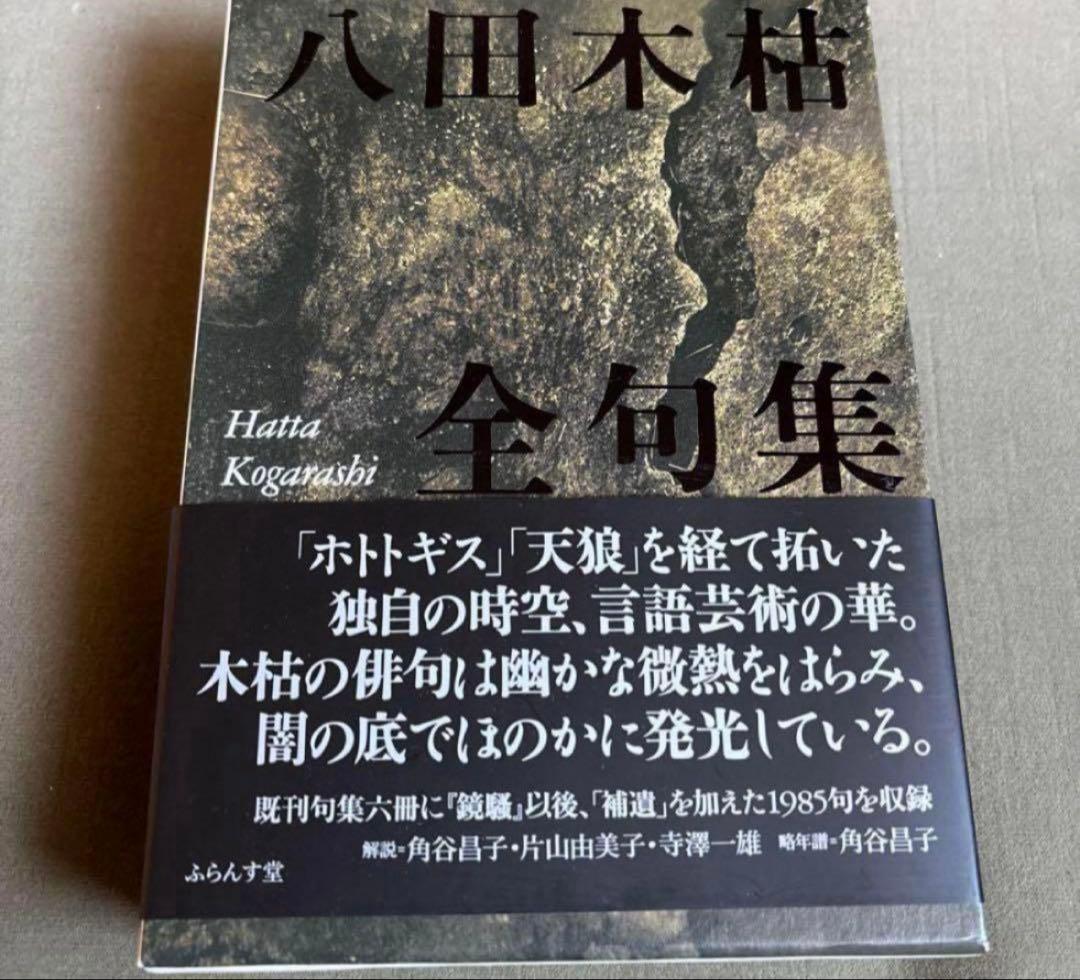 八田木枯
全句集
Hatta
Kogarashi
「ホトトギス」「天狼」を経て拓いた
独自の時空、言語芸術の華。
木枯の俳句は幽かな微熱をはらみ、
闇の底でほのかに発光している。
既刊句集六冊に『鏡騒』以後、「補遺」を加えた1985句を収録
解説=角谷昌子・片山由美子・寺澤一雄 略年譜=角谷昌子
ふらんす堂